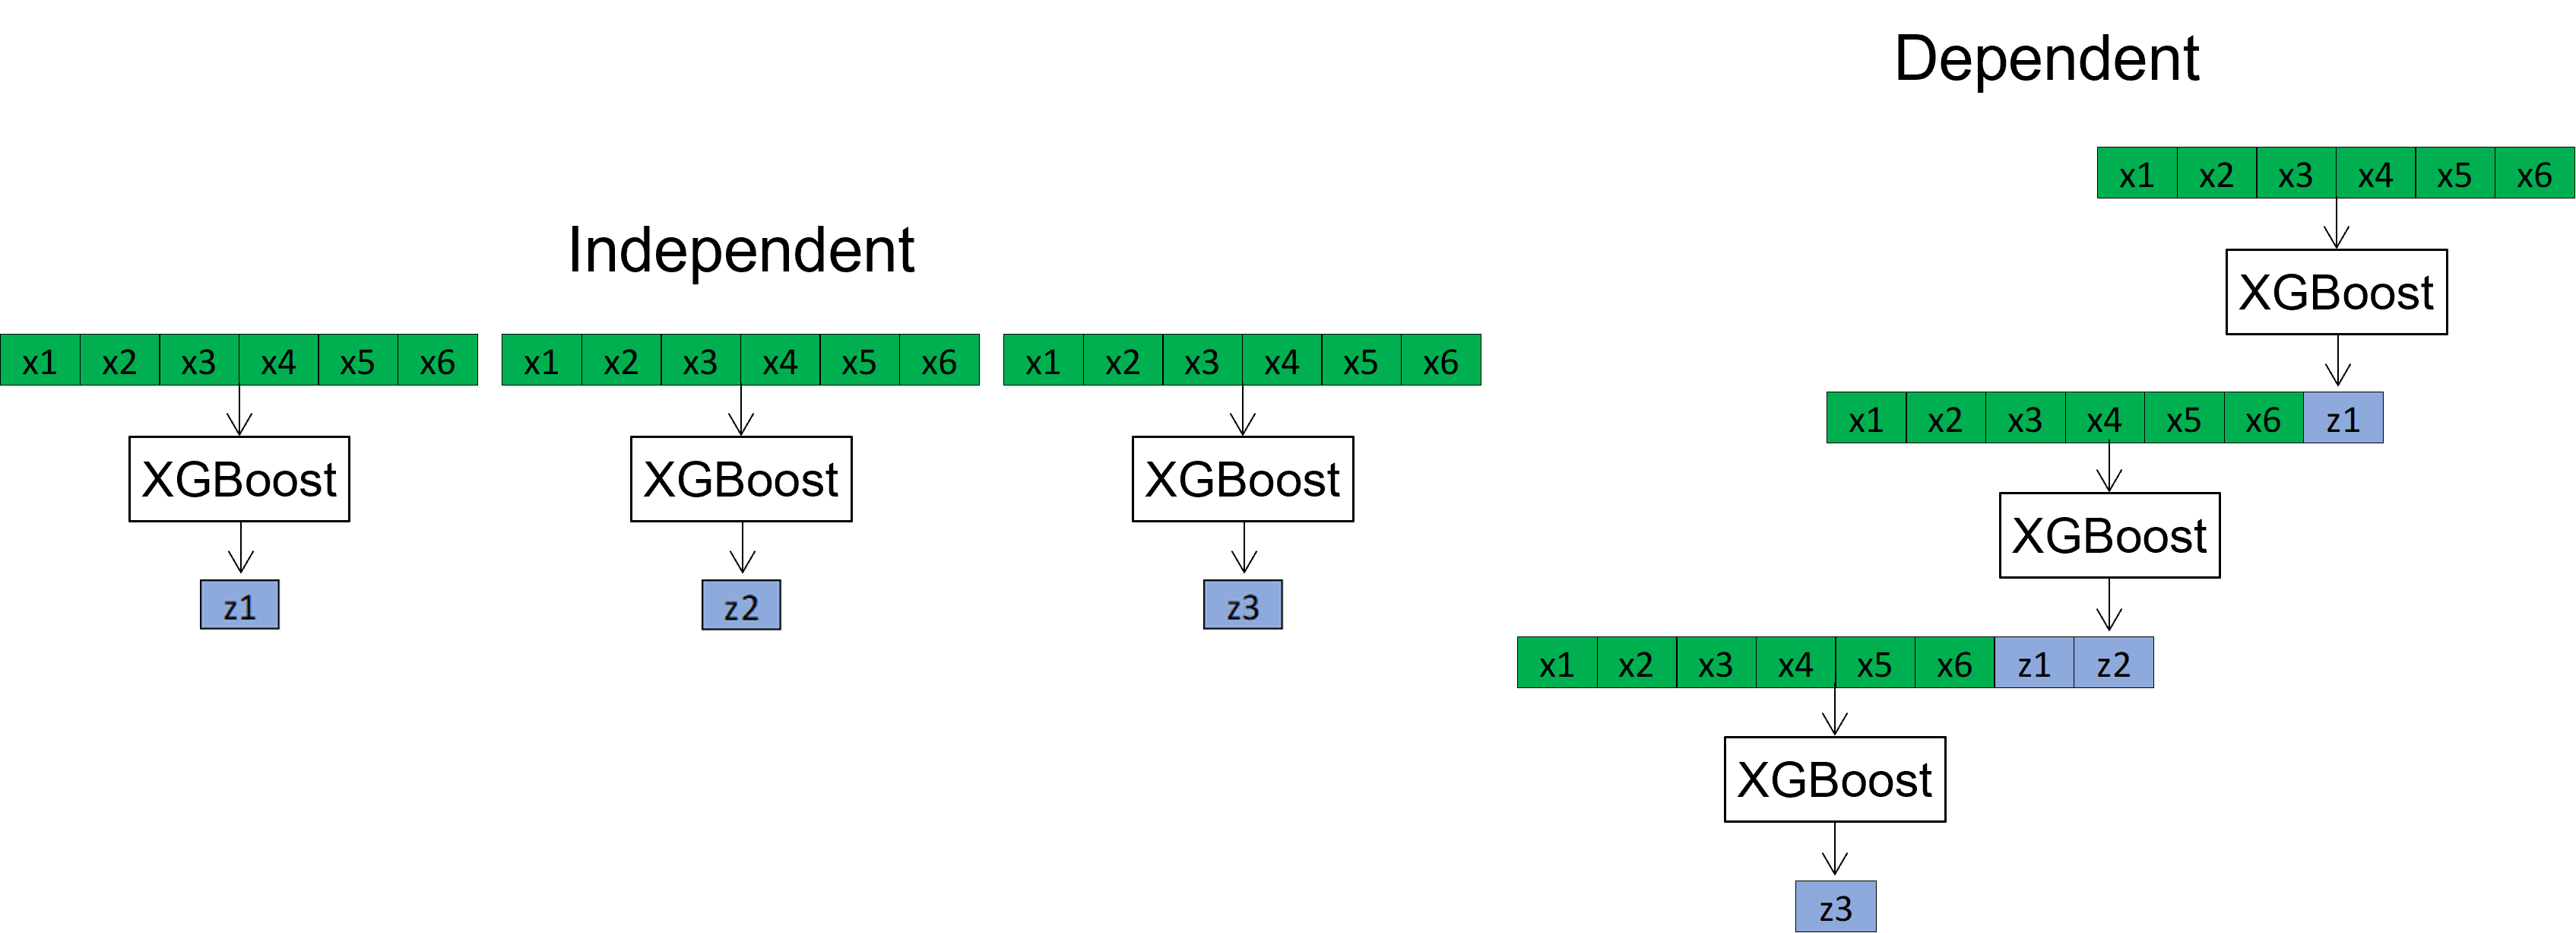 Independent
x1 x2 x3 x4 x5 x6 x1 x2 x3 x4 x5 x6 x1 x2 x3 x4 x5 x6
XGBoost XGBoost XGBoost
z1 z2 z3
Dependent
x1 x2 x3 x4 x5 x6
XGBoost
x1 x2 x3 x4 x5 x6 z1
XGBoost
x1 x2 x3 x4 x5 x6 z1 z2
XGBoost
z3